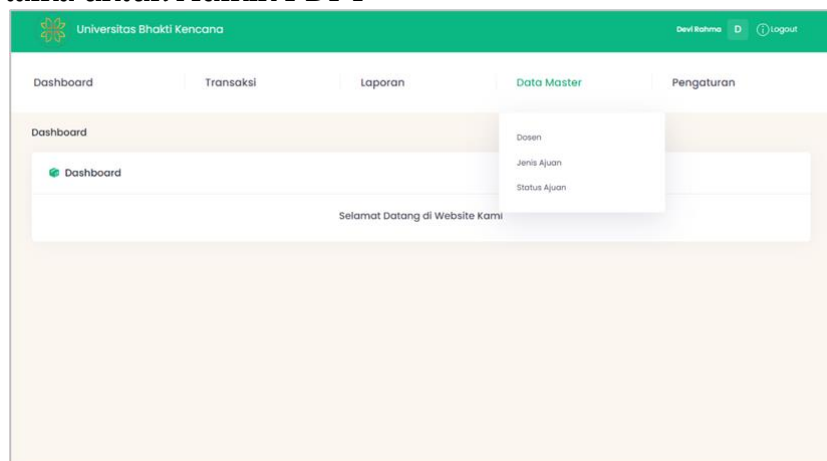 Universitas Bhakti Kencana Devi Rahma D Logout
Dashboard Transaksi Laporan Data Master Pengaturan
Dashboard
Dosen
Jenis Ajuan
Status Ajuan
Dashboard
Selamat Datang di Website Kami